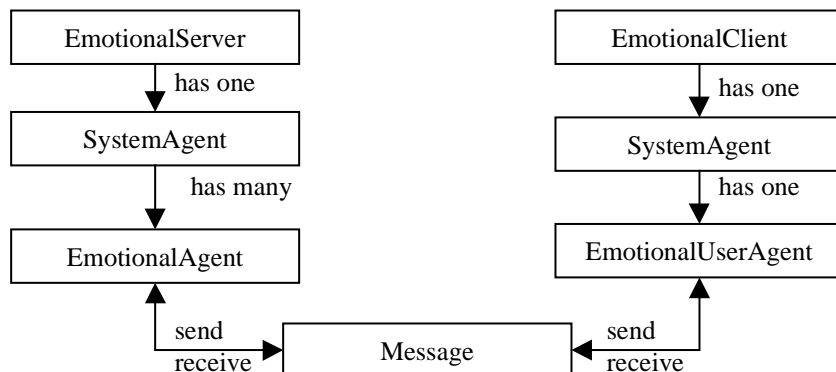 EmotionalServer
EmotionalClient
has one
has one
SystemAgent
SystemAgent
has many
has one
EmotionalAgent
EmotionalUserAgent
send
receive
Message
send
receive